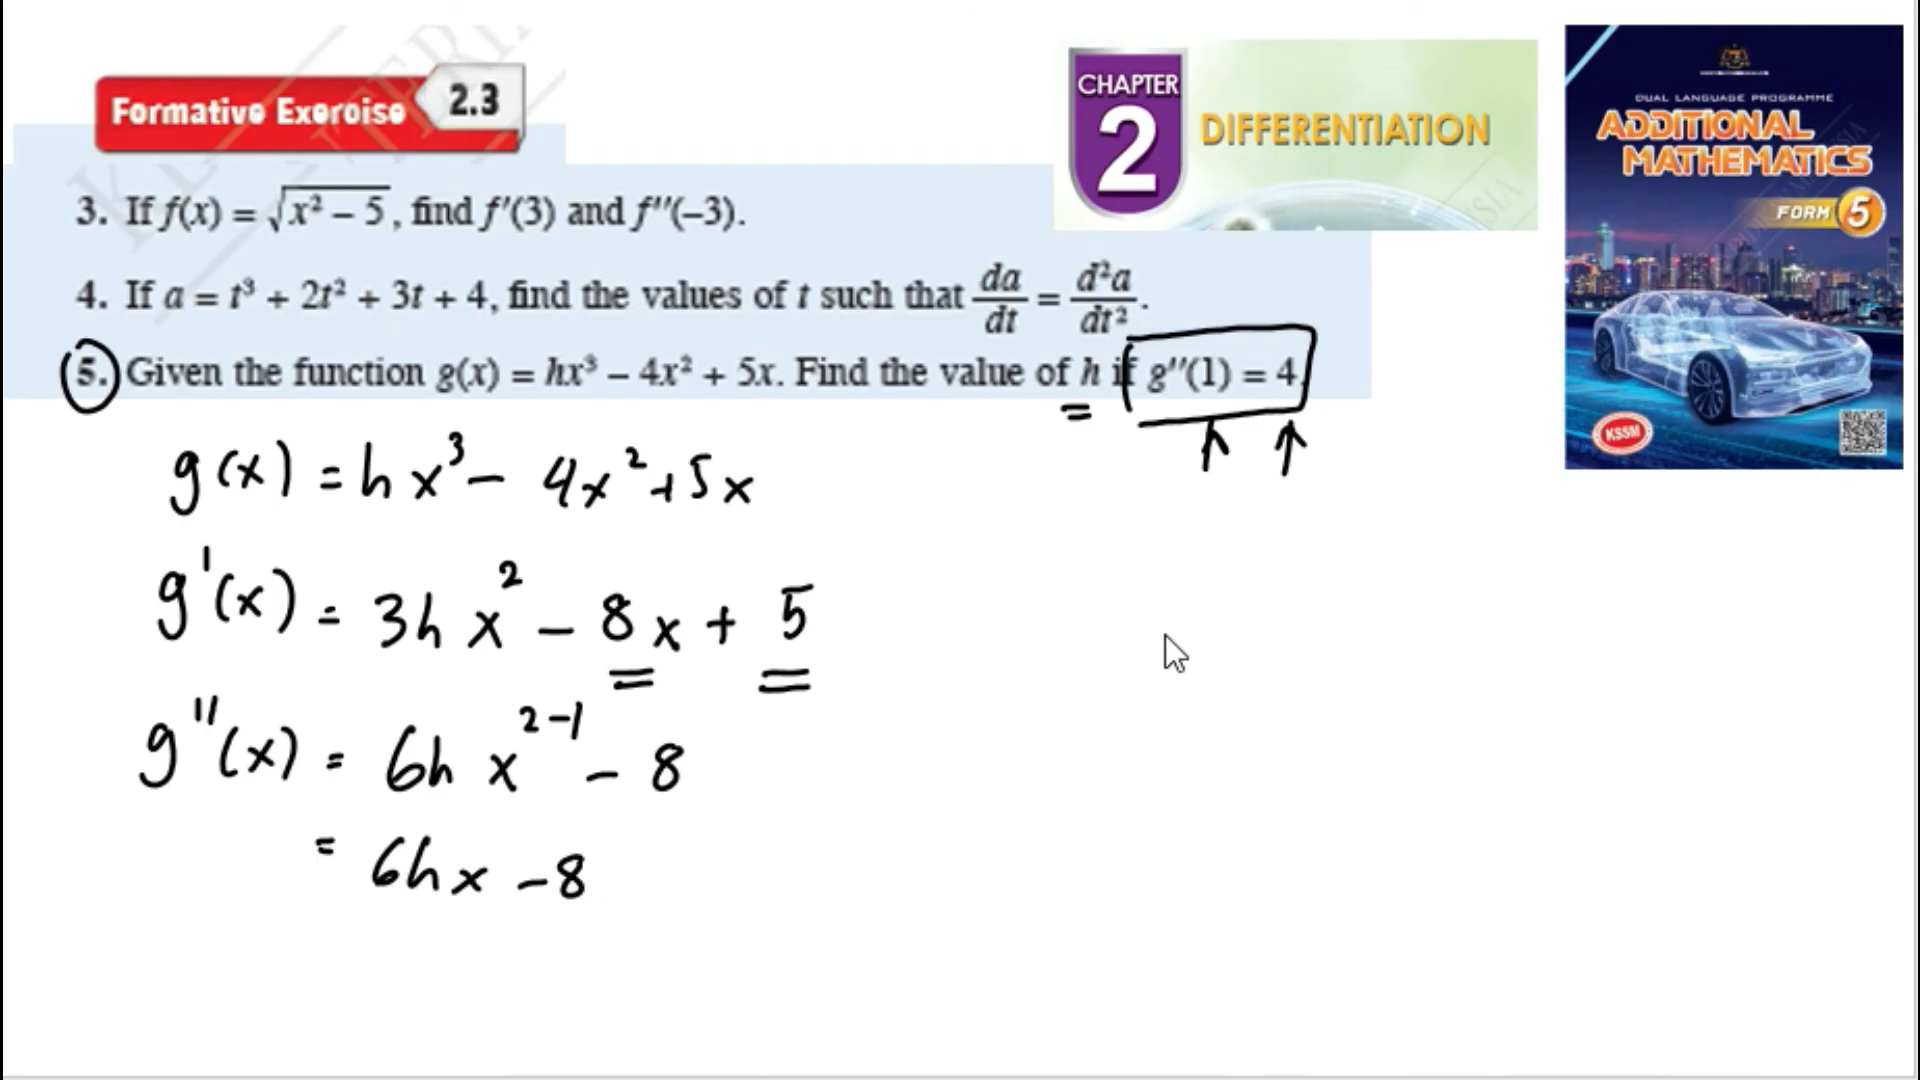 Formative Exercise 2.3
CHAPTER
2
DIFFERENTIATION
DUAL LANGUAGE PROGRAMME
ADDITIONAL
MATHEMATICS
FORM 5
KSSM
3. If f(x) = √(x² – 5), find f′(3) and f″(–3).
4. If a = t³ + 2t² + 3t + 4, find the values of t such that da/dt = d²a/dt².
5. Given the function g(x) = hx³ – 4x² + 5x. Find the value of h if g″(1) = 4.
g(x) = hx³ – 4x² + 5x
g'(x) = 3hx² – 8x + 5
g''(x) = 6hx²⁻¹ – 8
= 6hx – 8